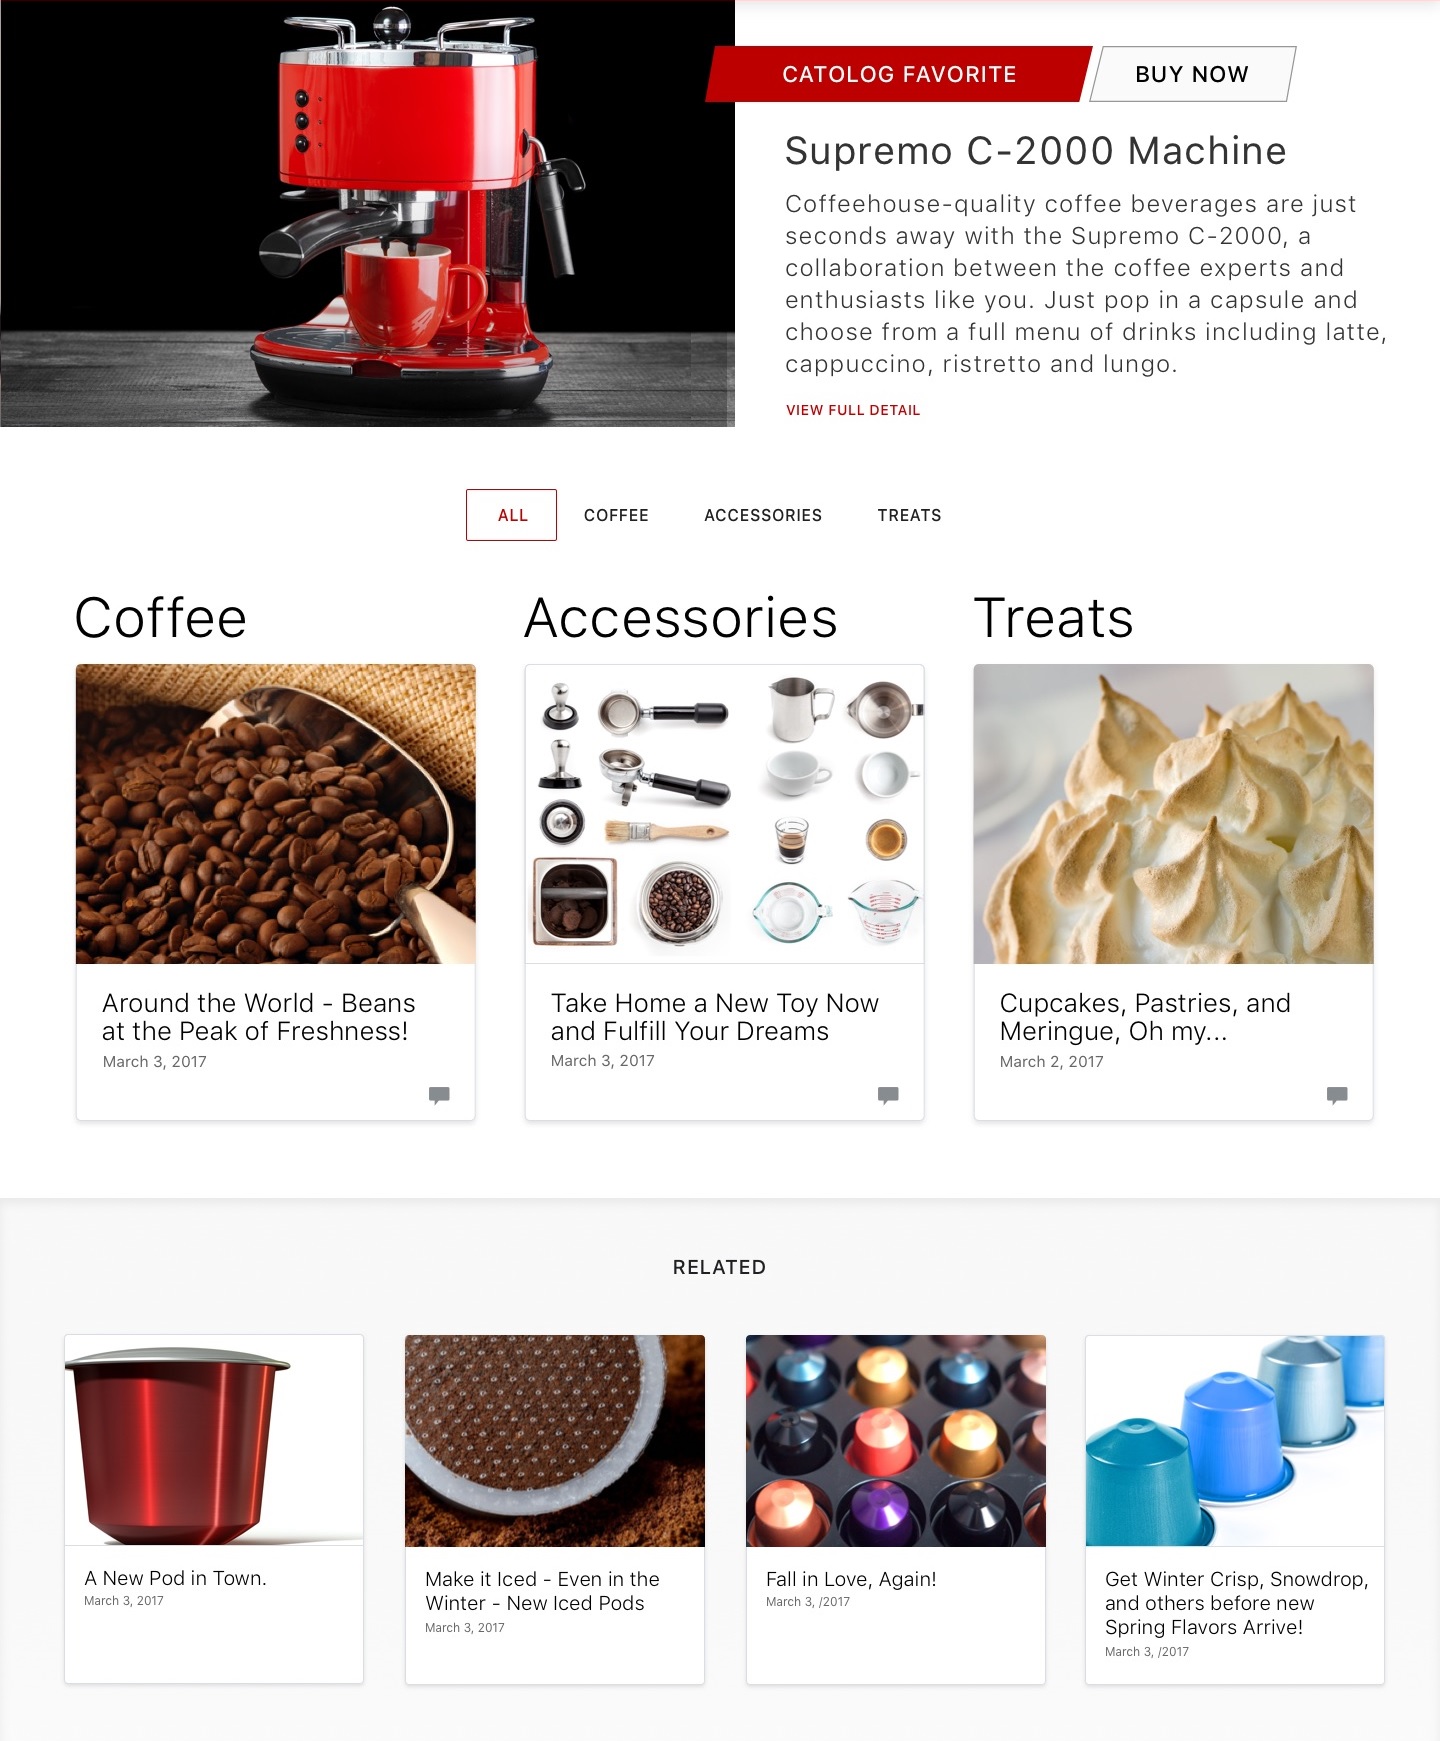 CATOLOG FAVORITE
BUY NOW
Supremo C-2000 Machine
Coffeehouse-quality coffee beverages are just
seconds away with the Supremo C-2000, a
collaboration between the coffee experts and
enthusiasts like you. Just pop in a capsule and
choose from a full menu of drinks including latte,
cappuccino, ristretto and lungo.
VIEW FULL DETAIL
ALL
COFFEE
ACCESSORIES
TREATS
Coffee
Around the World - Beans
at the Peak of Freshness!
March 3, 2017
Accessories
Take Home a New Toy Now
and Fulfill Your Dreams
March 3, 2017
Treats
Cupcakes, Pastries, and
Meringue, Oh my...
March 2, 2017
RELATED
A New Pod in Town.
March 3, 2017
Make it Iced - Even in the
Winter - New Iced Pods
March 3, 2017
Fall in Love, Again!
March 3, /2017
Get Winter Crisp, Snowdrop,
and others before new
Spring Flavors Arrive!
March 3, /2017